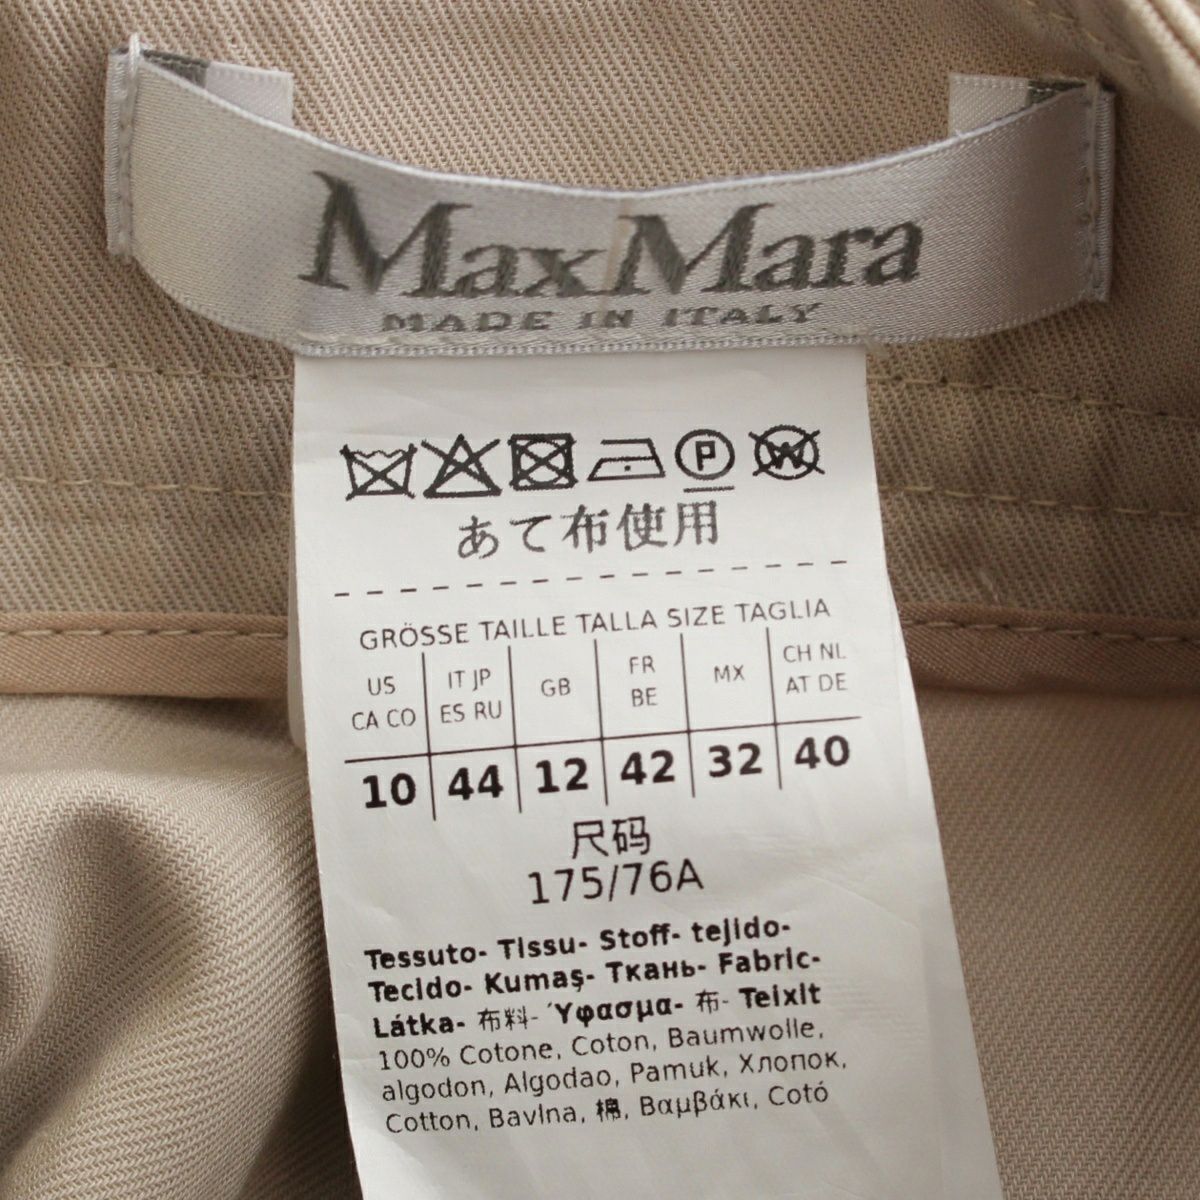 MaxMara
MADE IN ITALY
P W
あて布使用
GRÖSSE TAILLE TALLA SIZE TAGLIA
US CA CO IT JP ES RU GB FR BE MX CH NL AT DE
10 44 12 42 32 40
尺码
175/76A
Tessuto- Tissu- Stoff- tejido-
Tecido- Kumaş- Ткань- Fabric-
Látka- 布料- Ύφασμα- 布- Teixit
100% Cotone, Coton, Baumwolle,
algodon, Algodao, Pamuk, Хлопок,
Cotton, Bavlna, 棉, Βαμβάκι, Cotó